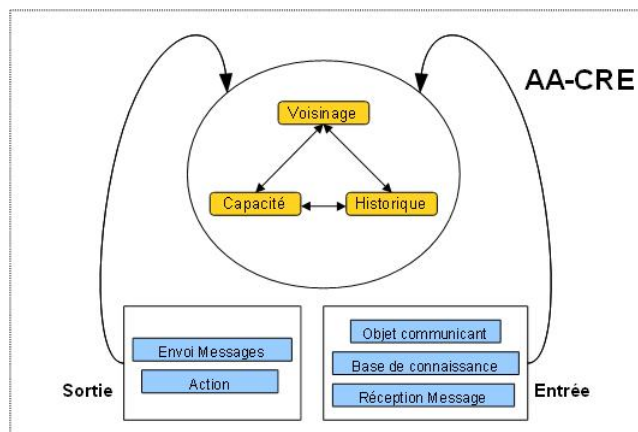 AA-CRE
Voisinage
Capacité
Historique
Envoi Messages
Action
Sortie
Objet communicant
Base de connaissance
Réception Message
Entrée